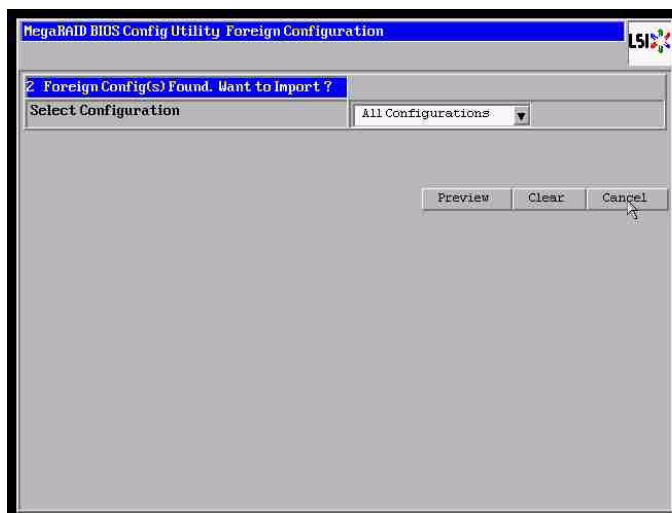 MegaRAID BIOS Config Utility Foreign Configuration
LSI
2 Foreign Config(s) Found. Want to Import ?
Select Configuration
All Configurations
Preview Clear Cancel